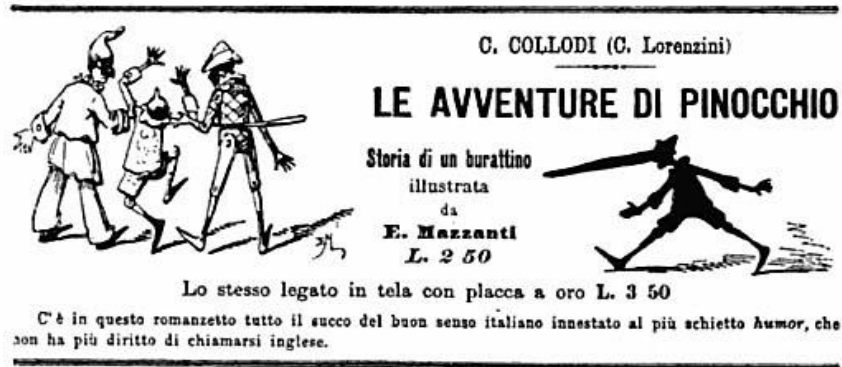 C. COLLODI (C. Lorenzini)
LE AVVENTURE DI PINOCCHIO
Storia di un burattino
illustrata
da
E. Mazzanti
L. 2 50
Lo stesso legato in tela con placca a oro L. 3 50
C'è in questo romanzetto tutto il succo del buon senso italiano innestato al più schietto humor, che
non ha più diritto di chiamarsi inglese.